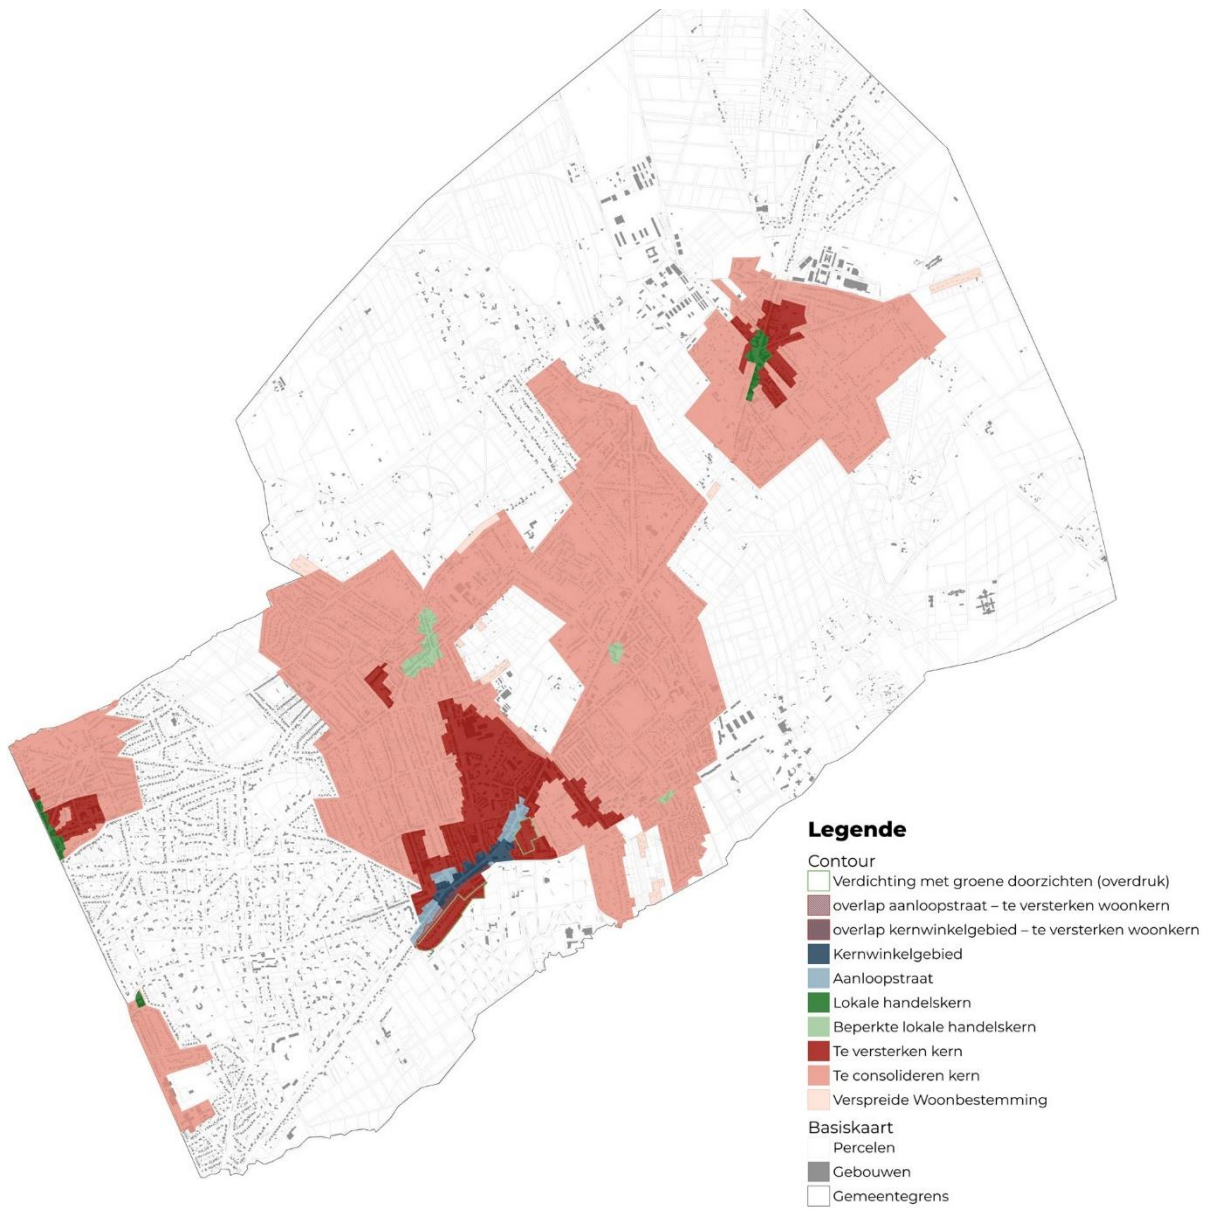 Legende
Contour
Verdichting met groene doorzichten (overdruk)
overlap aanloopstraat – te versterken woonkern
overlap kernwinkelgebied – te versterken woonkern
Kernwinkelgebied
Aanloopstraat
Lokale handelskern
Beperkte lokale handelskern
Te versterken kern
Te consolideren kern
Verspreide Woonbestemming
Basiskaart
Percelen
Gebouwen
Gemeentegrens